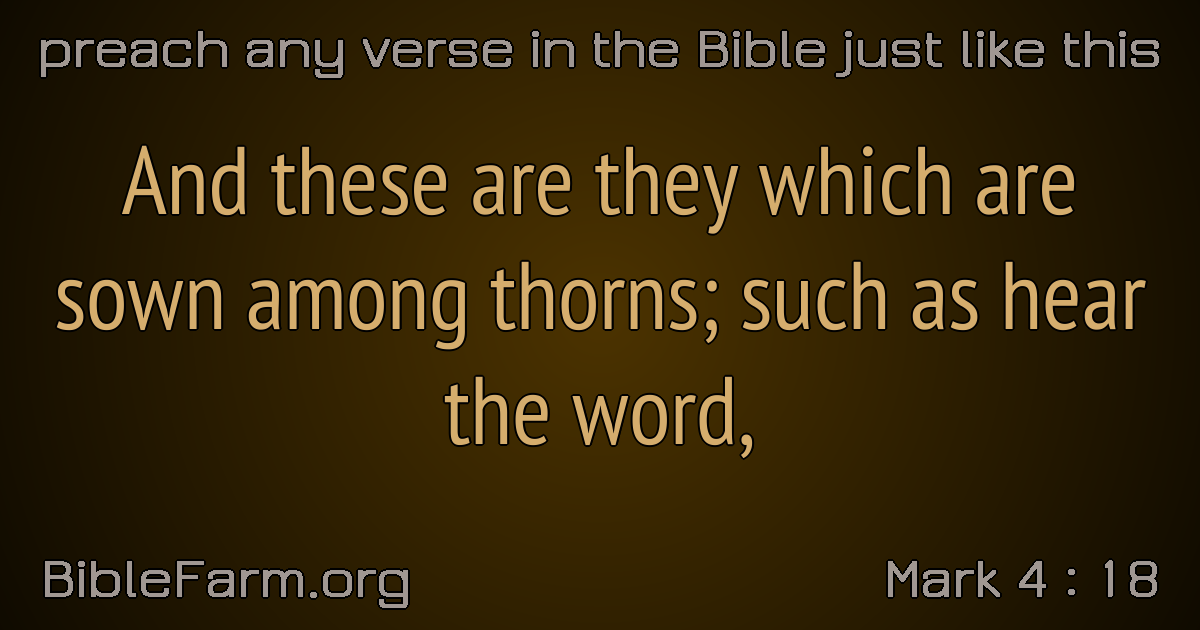 preach any verse in the Bible just like this
And these are they which are
sown among thorns; such as hear
the word,
BibleFarm.org
Mark 4 : 18